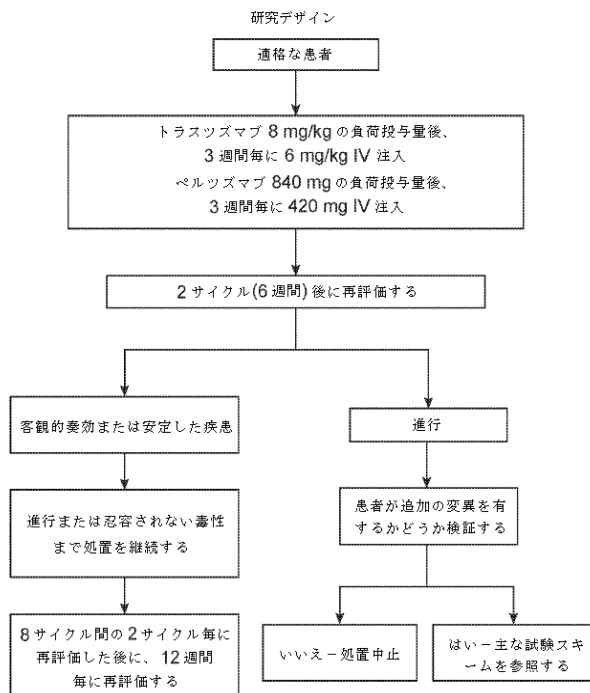 研究デザイン
適格な患者
トラスツズマブ 8 mg/kg の負荷投与量後、
3 週間毎に 6 mg/kg IV 注入
ペルツズマブ 840 mg の負荷投与量後、
3 週間毎に 420 mg IV 注入
2 サイクル(6 週間) 後に再評価する
客観的奏効または安定した疾患
進行または忍容されない毒性
まで処置を継続する
8 サイクル間の 2 サイクル毎に
再評価した後に、12 週間
毎に再評価する
進行
患者が追加の変異を有
するかどうか検証する
いいえ－処置中止
はい－主な試験スキ
ームを参照する